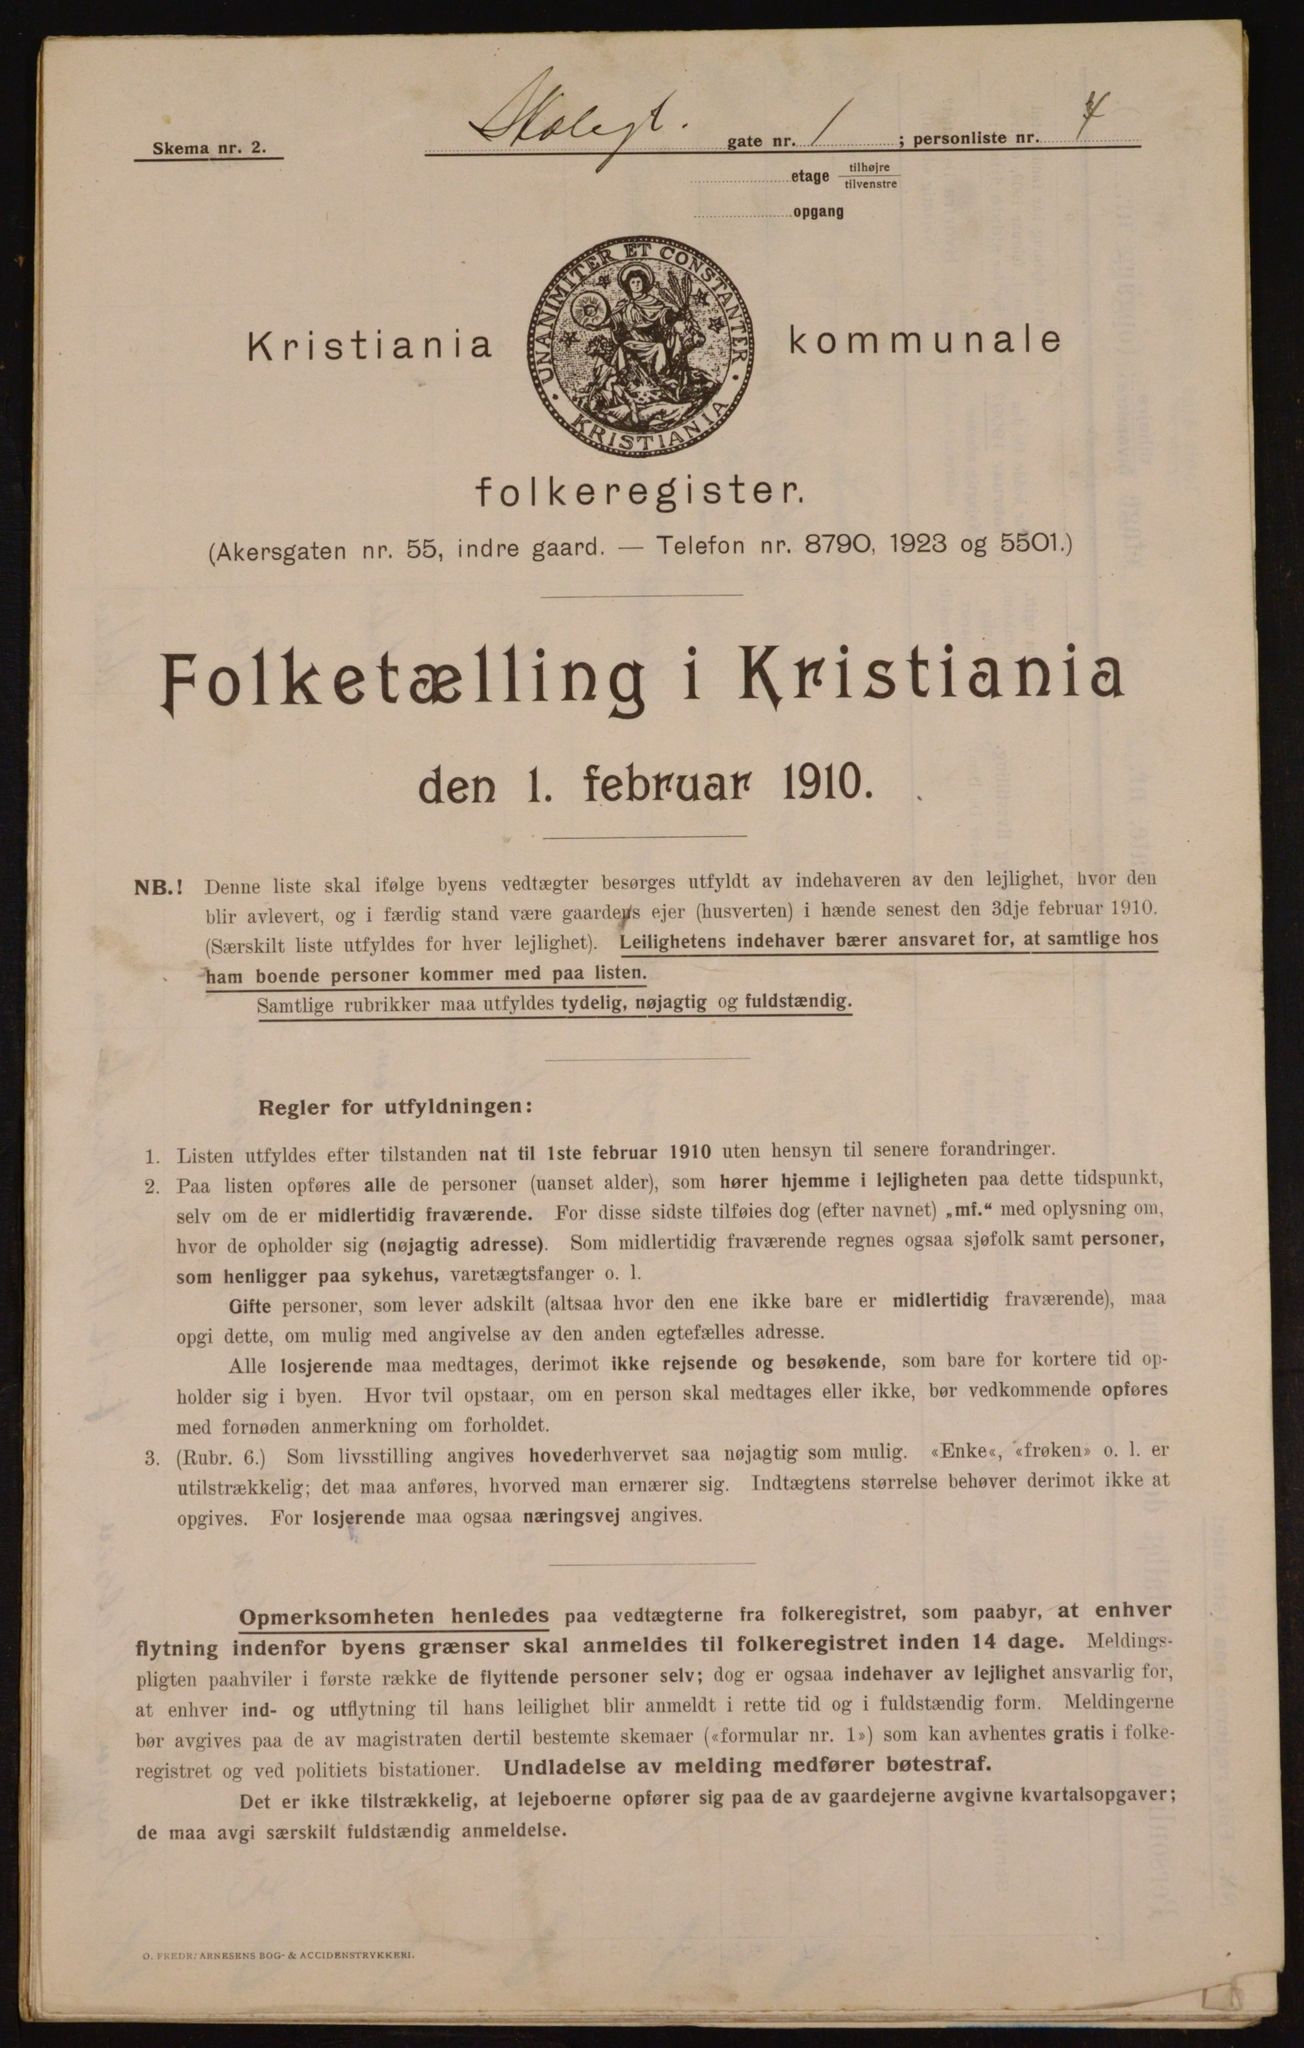 Skema nr. 2.
Skolegt. gate nr. 1 ; personliste nr. 4
etage tilhøjre
tilvenstre
opgang
UNANIMITER ET CONSTANTER
KRISTIANIA
Kristiania kommunale
folkeregister.
(Akersgaten nr. 55, indre gaard. — Telefon nr. 8790, 1923 og 5501.)
Folketælling i Kristiania
den 1. februar 1910.
NB.! Denne liste skal ifølge byens vedtægter besørges utfyldt av indehaveren av den lejlighet, hvor den
blir avlevert, og i færdig stand være gaardens ejer (husverten) i hænde senest den 3dje februar 1910.
(Særskilt liste utfyldes for hver lejlighet). Leilighetens indehaver bærer ansvaret for, at samtlige hos
ham boende personer kommer med paa listen.
Samtlige rubrikker maa utfyldes tydelig, nøjagtig og fuldstændig.
Regler for utfyldningen:
1. Listen utfyldes efter tilstanden nat til 1ste februar 1910 uten hensyn til senere forandringer.
2. Paa listen opføres alle de personer (uanset alder), som hører hjemme i lejligheten paa dette tidspunkt,
selv om de er midlertidig fraværende. For disse sidste tilføies dog (efter navnet) „mf.“ med oplysning om,
hvor de opholder sig (nøjagtig adresse). Som midlertidig fraværende regnes ogsaa sjøfolk samt personer,
som henligger paa sykehus, varetægtsfanger o. l.
Gifte personer, som lever adskilt (altsaa hvor den ene ikke bare er midlertidig fraværende), maa
opgi dette, om mulig med angivelse av den anden egtefælles adresse.
Alle losjerende maa medtages, derimot ikke rejsende og besøkende, som bare for kortere tid op-
holder sig i byen. Hvor tvil opstaar, om en person skal medtages eller ikke, bør vedkommende opføres
med fornøden anmerkning om forholdet.
3. (Rubr. 6.) Som livsstilling angives hovederhvervet saa nøjagtig som mulig. «Enke«, «frøken» o. l. er
utilstrækkelig; det maa anføres, hvorved man ernærer sig. Indtægtens størrelse behøver derimot ikke at
opgives. For losjerende maa ogsaa næringsvej angives.
Opmerksomheten henledes paa vedtægterne fra folkeregistret, som paabyr, at enhver
flytning indenfor byens grænser skal anmeldes til folkeregistret inden 14 dage. Meldings-
pligten paahviler i første række de flyttende personer selv; dog er ogsaa indehaver av lejlighet ansvarlig for,
at enhver ind- og utflytning til hans leilighet blir anmeldt i rette tid og i fuldstændig form. Meldingerne
bør avgives paa de av magistraten dertil bestemte skemaer («formular nr. 1») som kan avhentes gratis i folke-
registret og ved politiets bistationer. Undladelse av melding medfører bøtestraf.
Det er ikke tilstrækkelig, at lejeboerne opfører sig paa de av gaardejerne avgivne kvartalsopgaver;
de maa avgi særskilt fuldstændig anmeldelse.
O. FREDR. ARNESENS BOG- & ACCIDENSTRYKKERI.